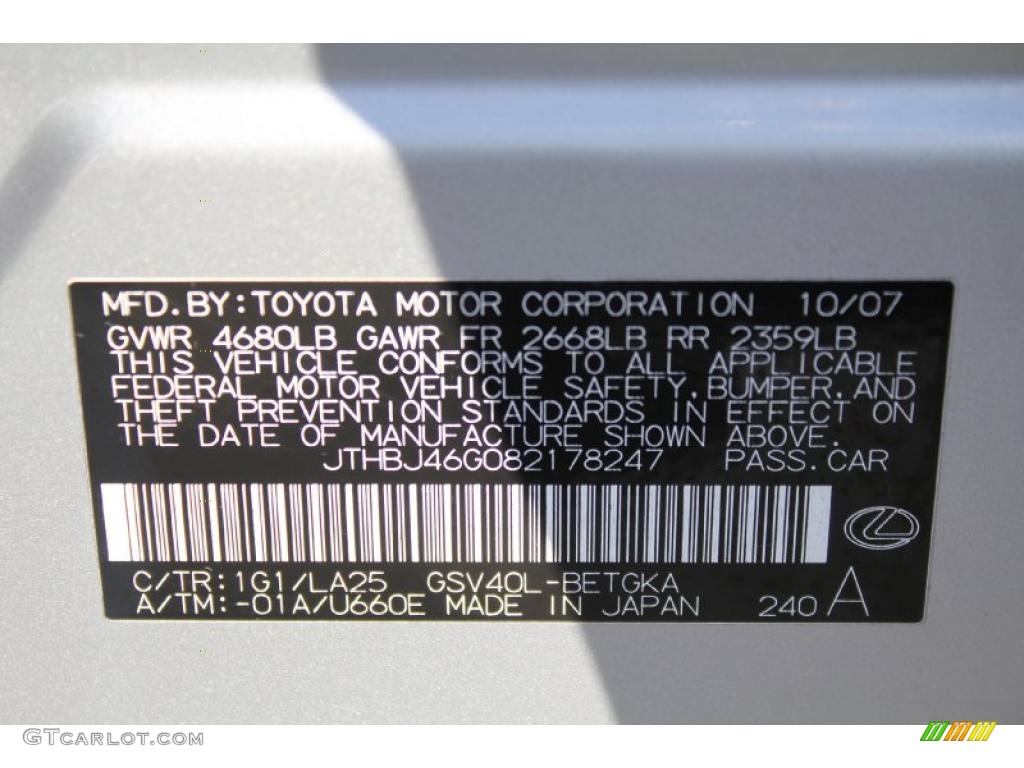 MFD.BY:TOYOTA MOTOR CORPORATION 10/07
GVWR 4680LB GAWR FR 2668LB RR 2359LB
THIS VEHICLE CONFORMS TO ALL APPLICABLE
FEDERAL MOTOR VEHICLE SAFETY,BUMPER,AND
THEFT PREVENTION STANDARDS IN EFFECT ON
THE DATE OF MANUFACTURE SHOWN ABOVE.
JTHBJ46G082178247 PASS.CAR
C/TR:1G1/LA25 GSV40L-BETGKA
A/TM:-01A/U660E MADE IN JAPAN 240 A
GTCarLot.com